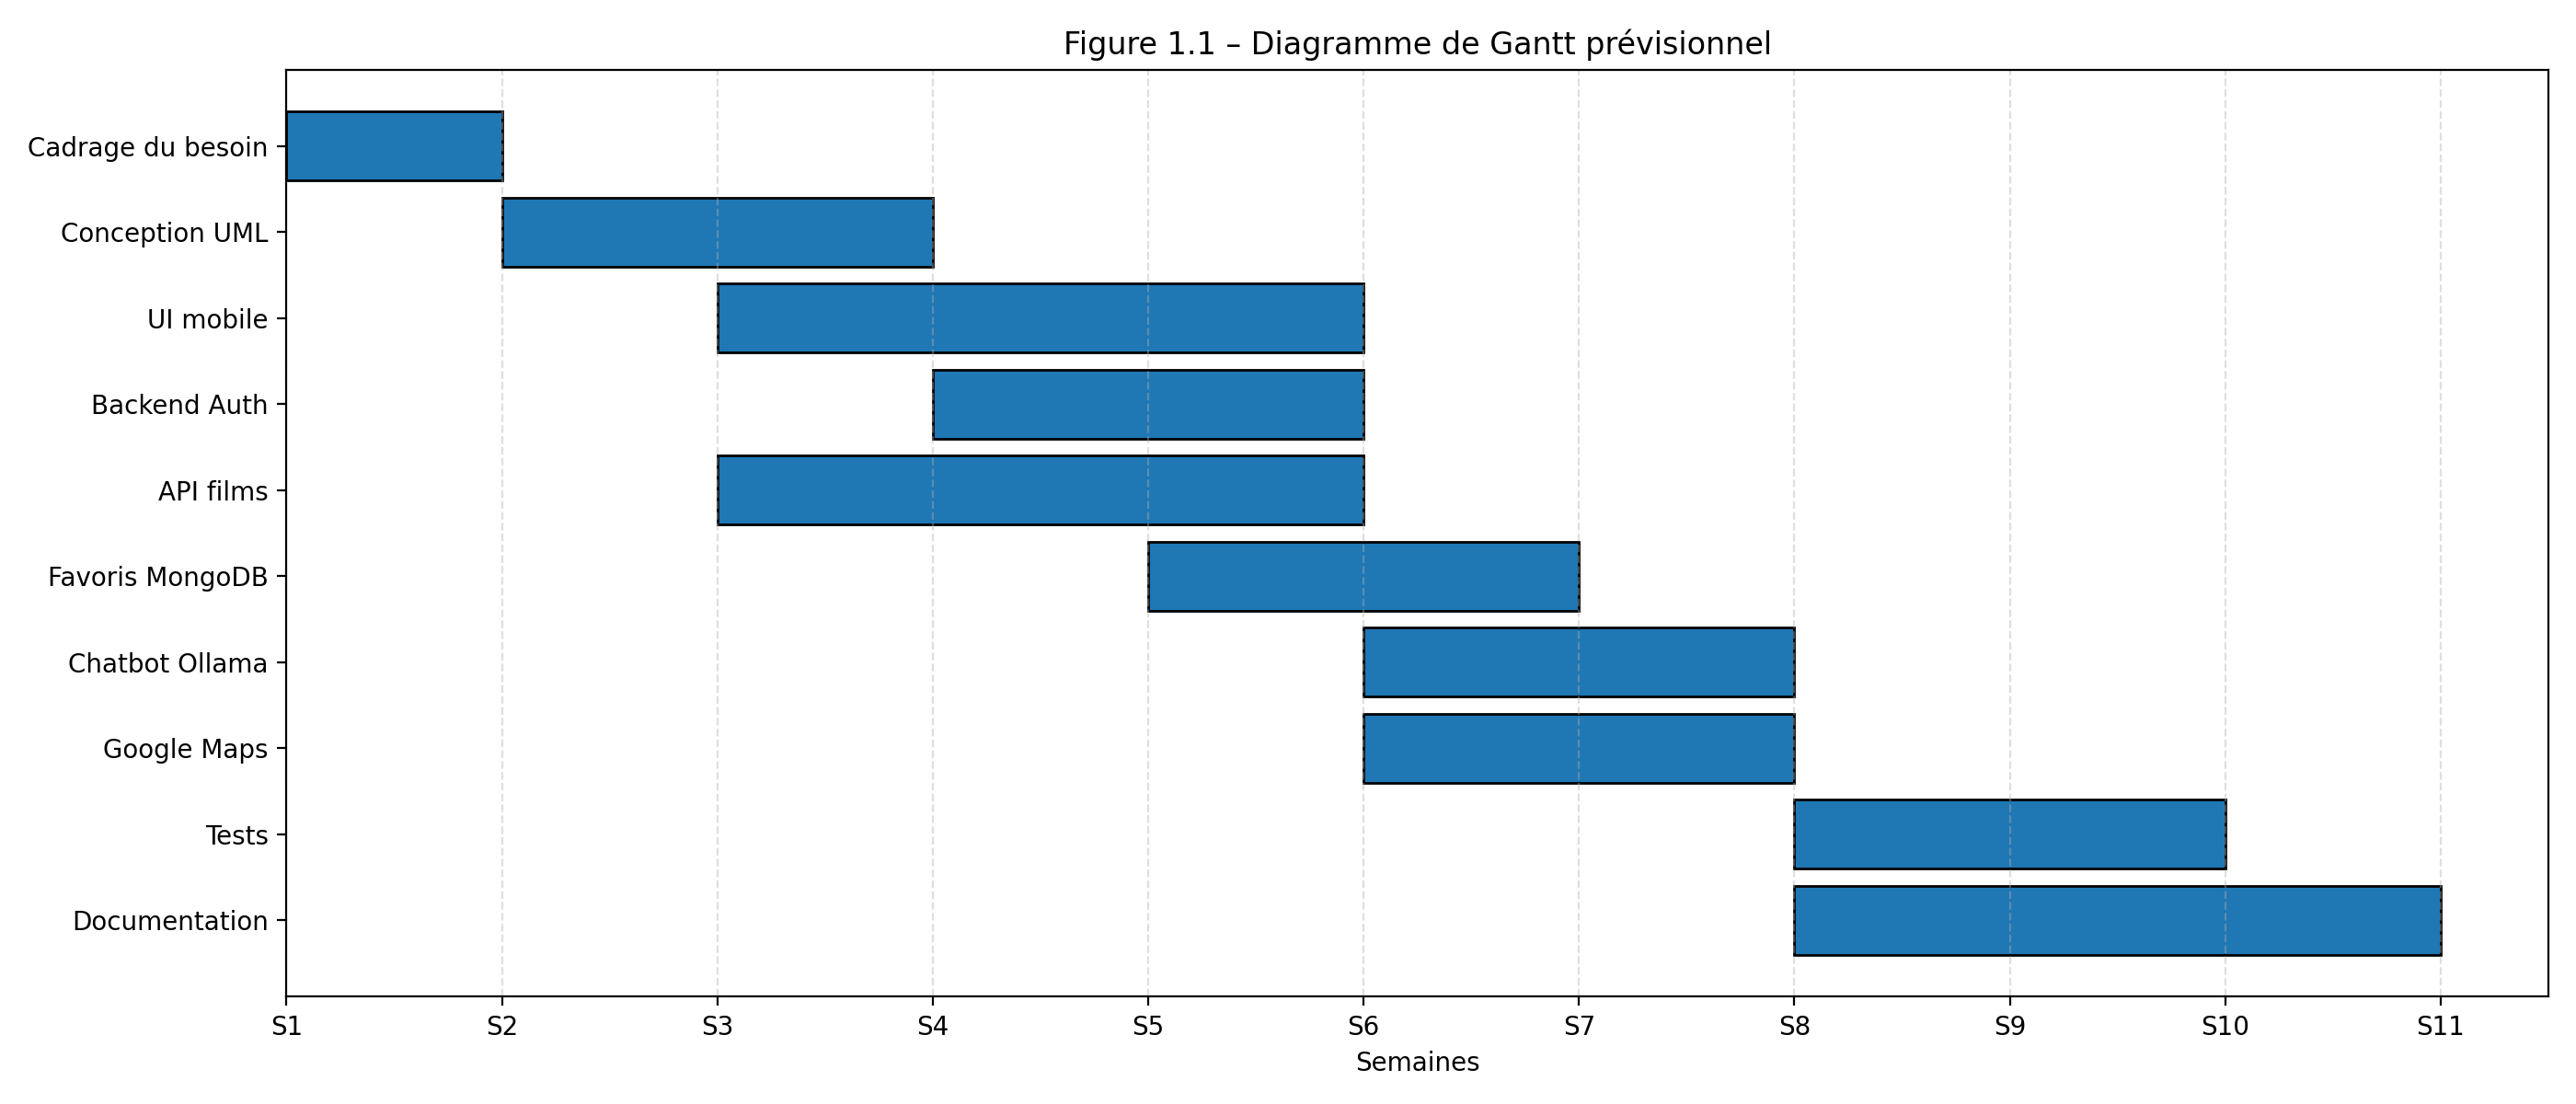 Figure 1.1 – Diagramme de Gantt prévisionnel
Cadrage du besoin
Conception UML
UI mobile
Backend Auth
API films
Favoris MongoDB
Chatbot Ollama
Google Maps
Tests
Documentation
S1 S2 S3 S4 S5 S6 S7 S8 S9 S10 S11
Semaines